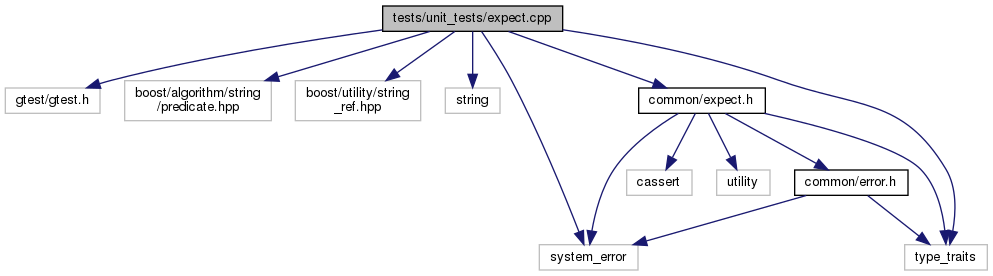 tests/unit_tests/expect.cpp
gtest/gtest.h
boost/algorithm/string
/predicate.hpp
boost/utility/string
_ref.hpp
string
common/expect.h
cassert
utility
common/error.h
system_error
type_traits